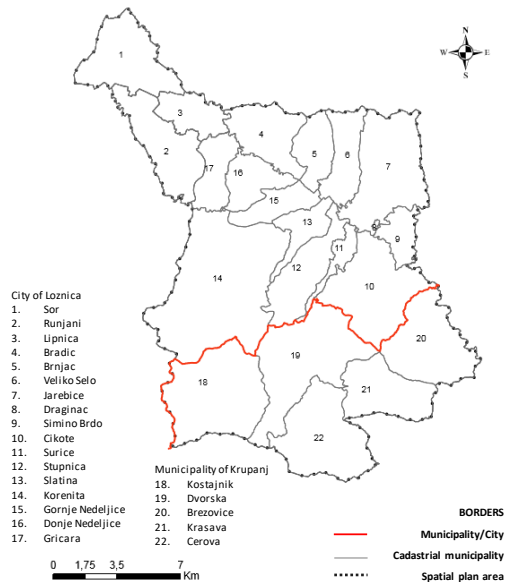 N
W E
S
1
3
4
2
5
6
7
17
16
15
13
8
9
11
14
12
10
20
19
18
21
22
City of Loznica
1. Sor
2. Runjani
3. Lipnica
4. Bradic
5. Brnjac
6. Veliko Selo
7. Jarebice
8. Draginac
9. Simino Brdo
10. Cikote
11. Surice
12. Stupnica
13. Slatina
14. Korenita
15. Gornje Nedeljice
16. Donje Nedeljice
17. Gricara
Municipality of Krupanj
18. Kostajnik
19. Dvorska
20. Brezovice
21. Krasava
22. Cerova
BORDERS
Municipality/City
Cadastrial municipality
Spatial plan area
0 1,75 3,5 7
Km